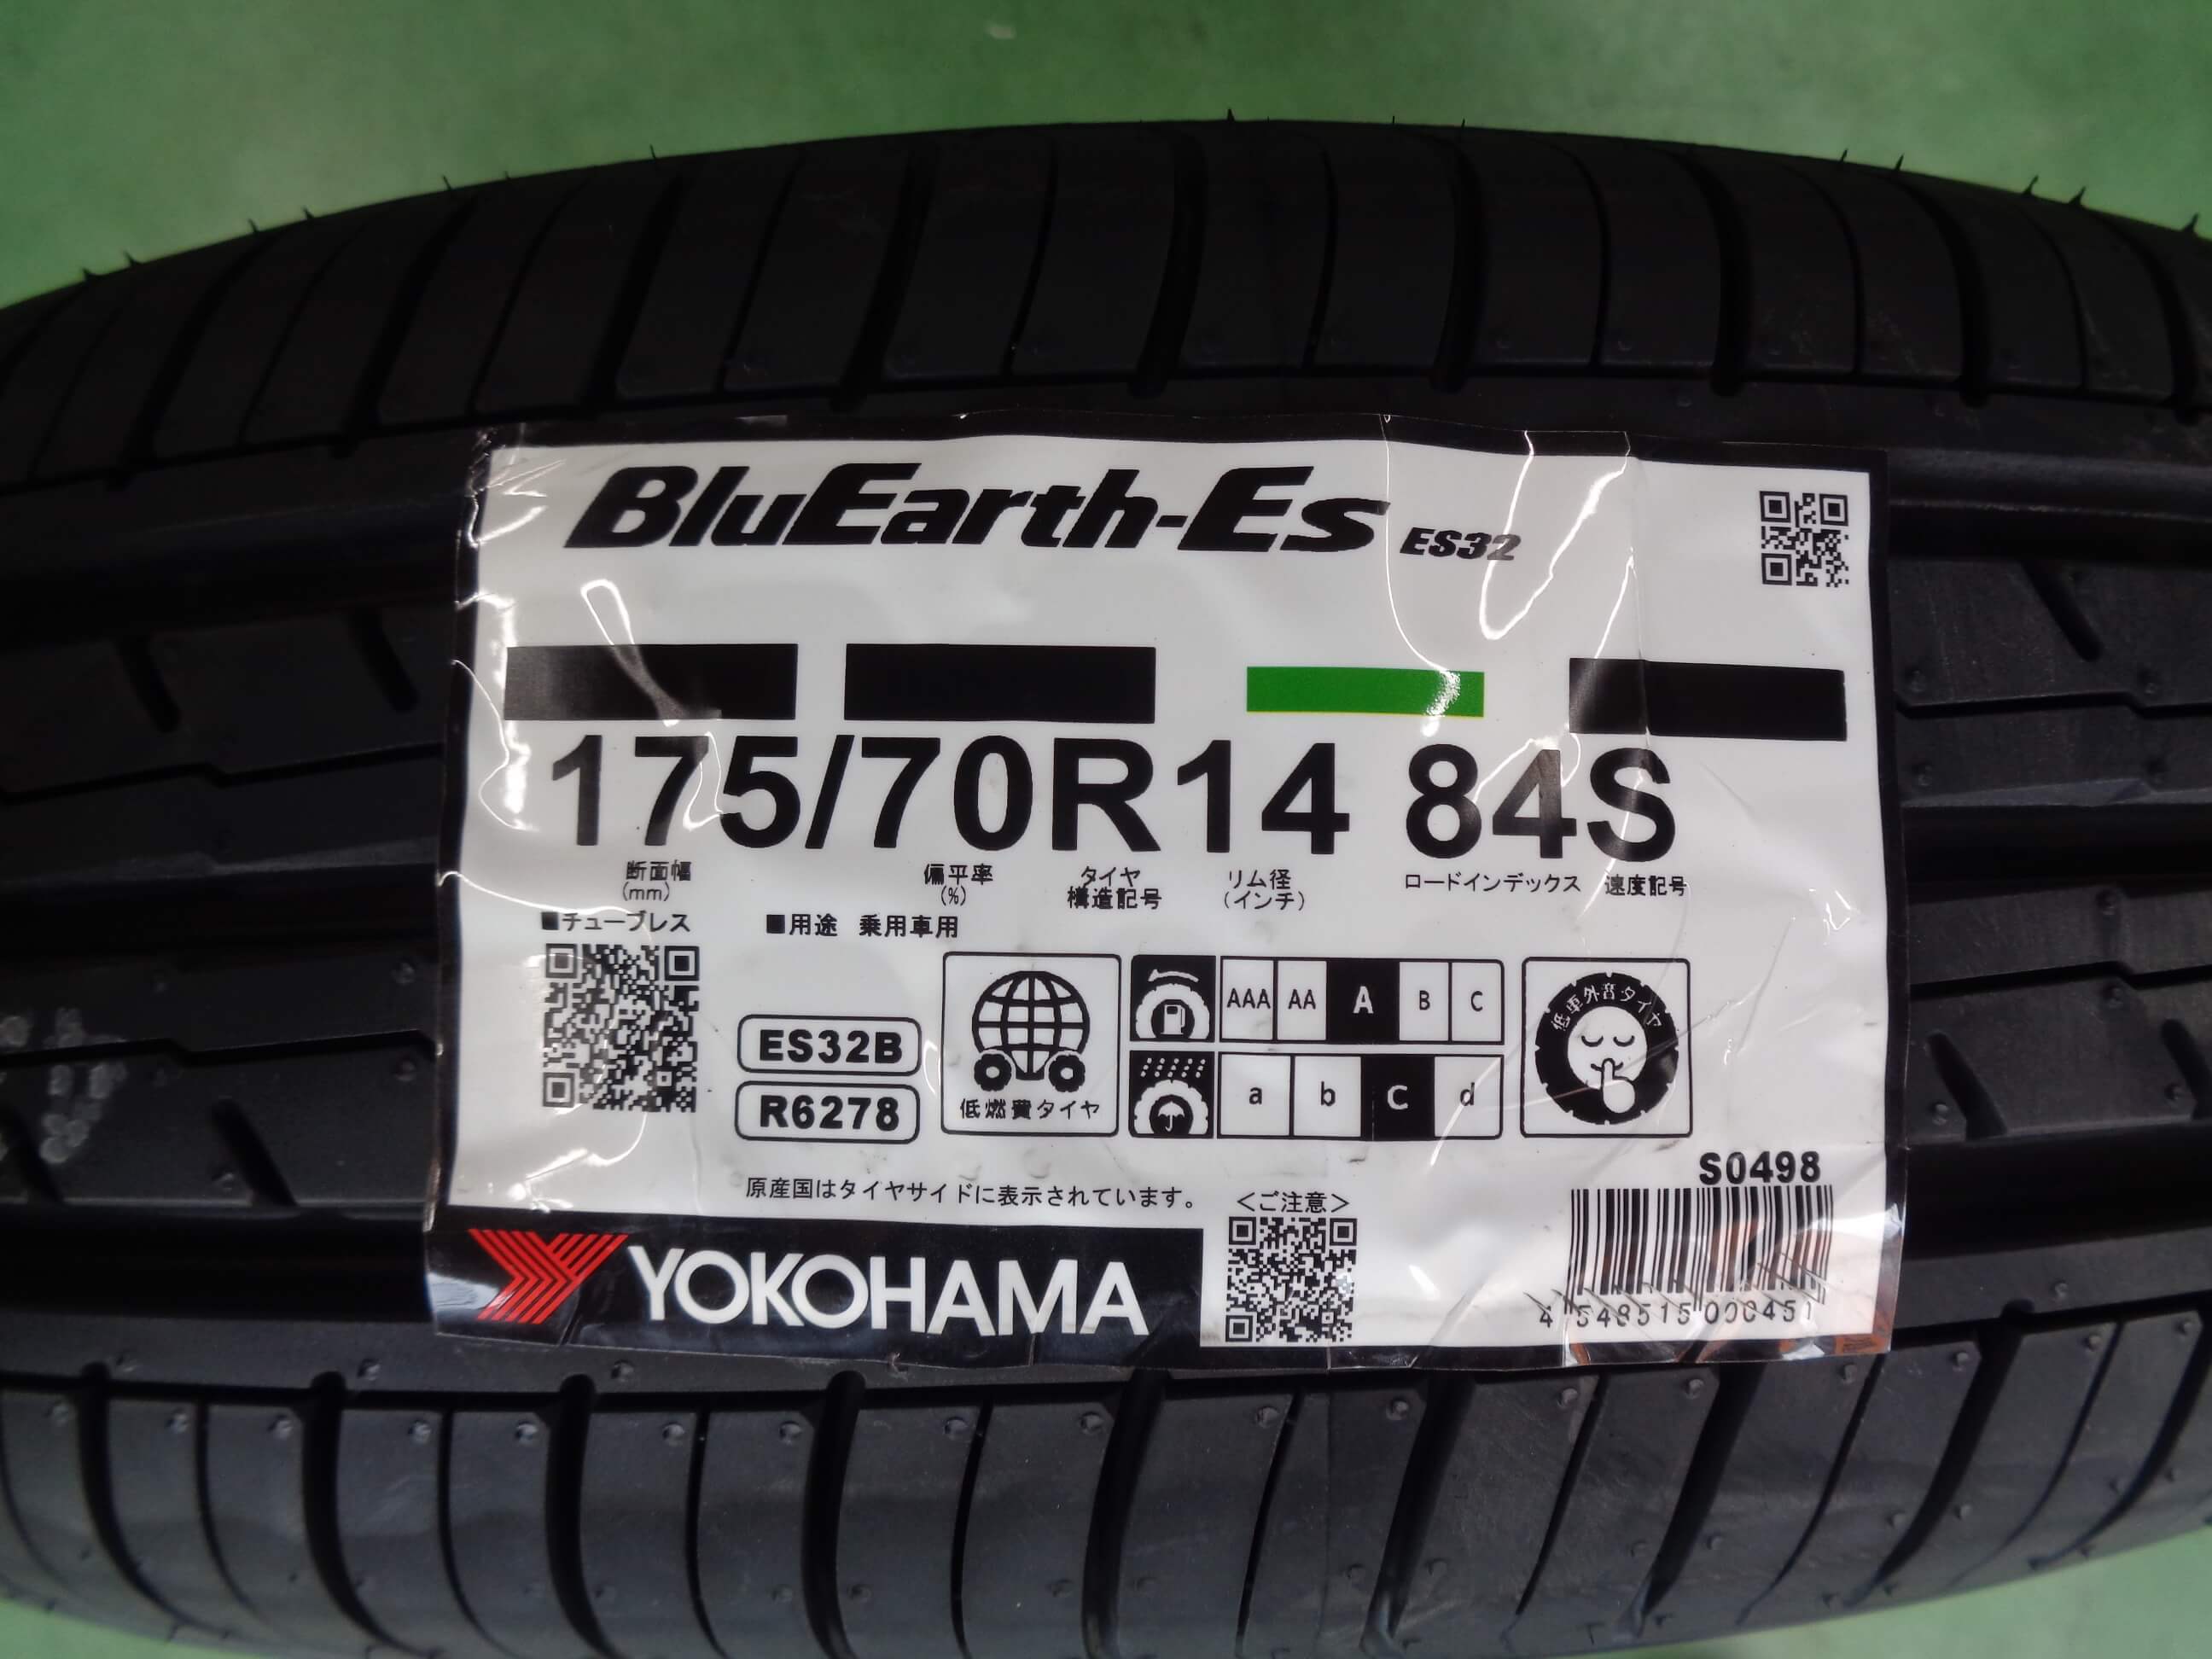 BluEarth-Es ES32
175/70R14 84S
断面幅 偏平率 タイヤ リム径 ロードインデックス 速度記号
(mm) (%) 構造記号 (インチ)
■チューブレス ■用途 乗用車用
AAA AA A B C
低車外音タイヤ
ES32B
a b c d
R6278
低燃費タイヤ
S0498
原産国はタイヤサイドに表示されています。
<ご注意>
YOKOHAMA
4 548515 000451